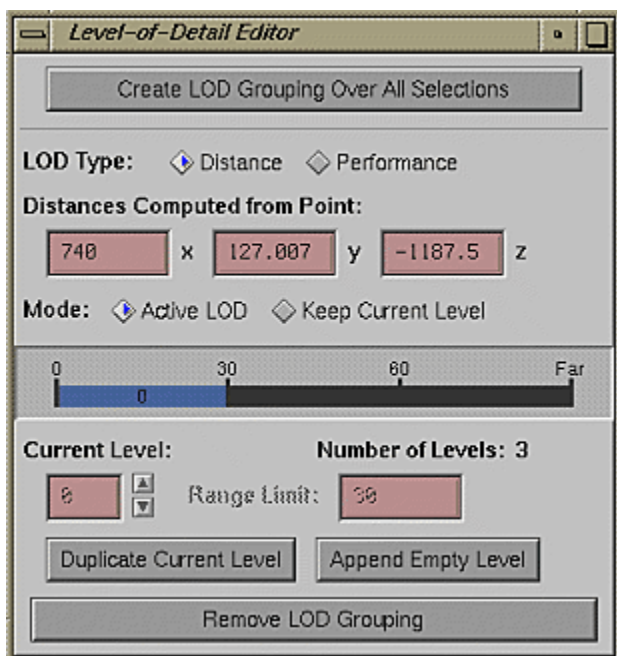 Level-of-Detail Editor
Create LOD Grouping Over All Selections
LOD Type: Distance Performance
Distances Computed from Point:
740 x 127.007 y -1187.5 z
Mode: Active LOD Keep Current Level
0 30 60 Far
0
Current Level: Number of Levels: 3
0 Range Limit: 30
Duplicate Current Level Append Empty Level
Remove LOD Grouping